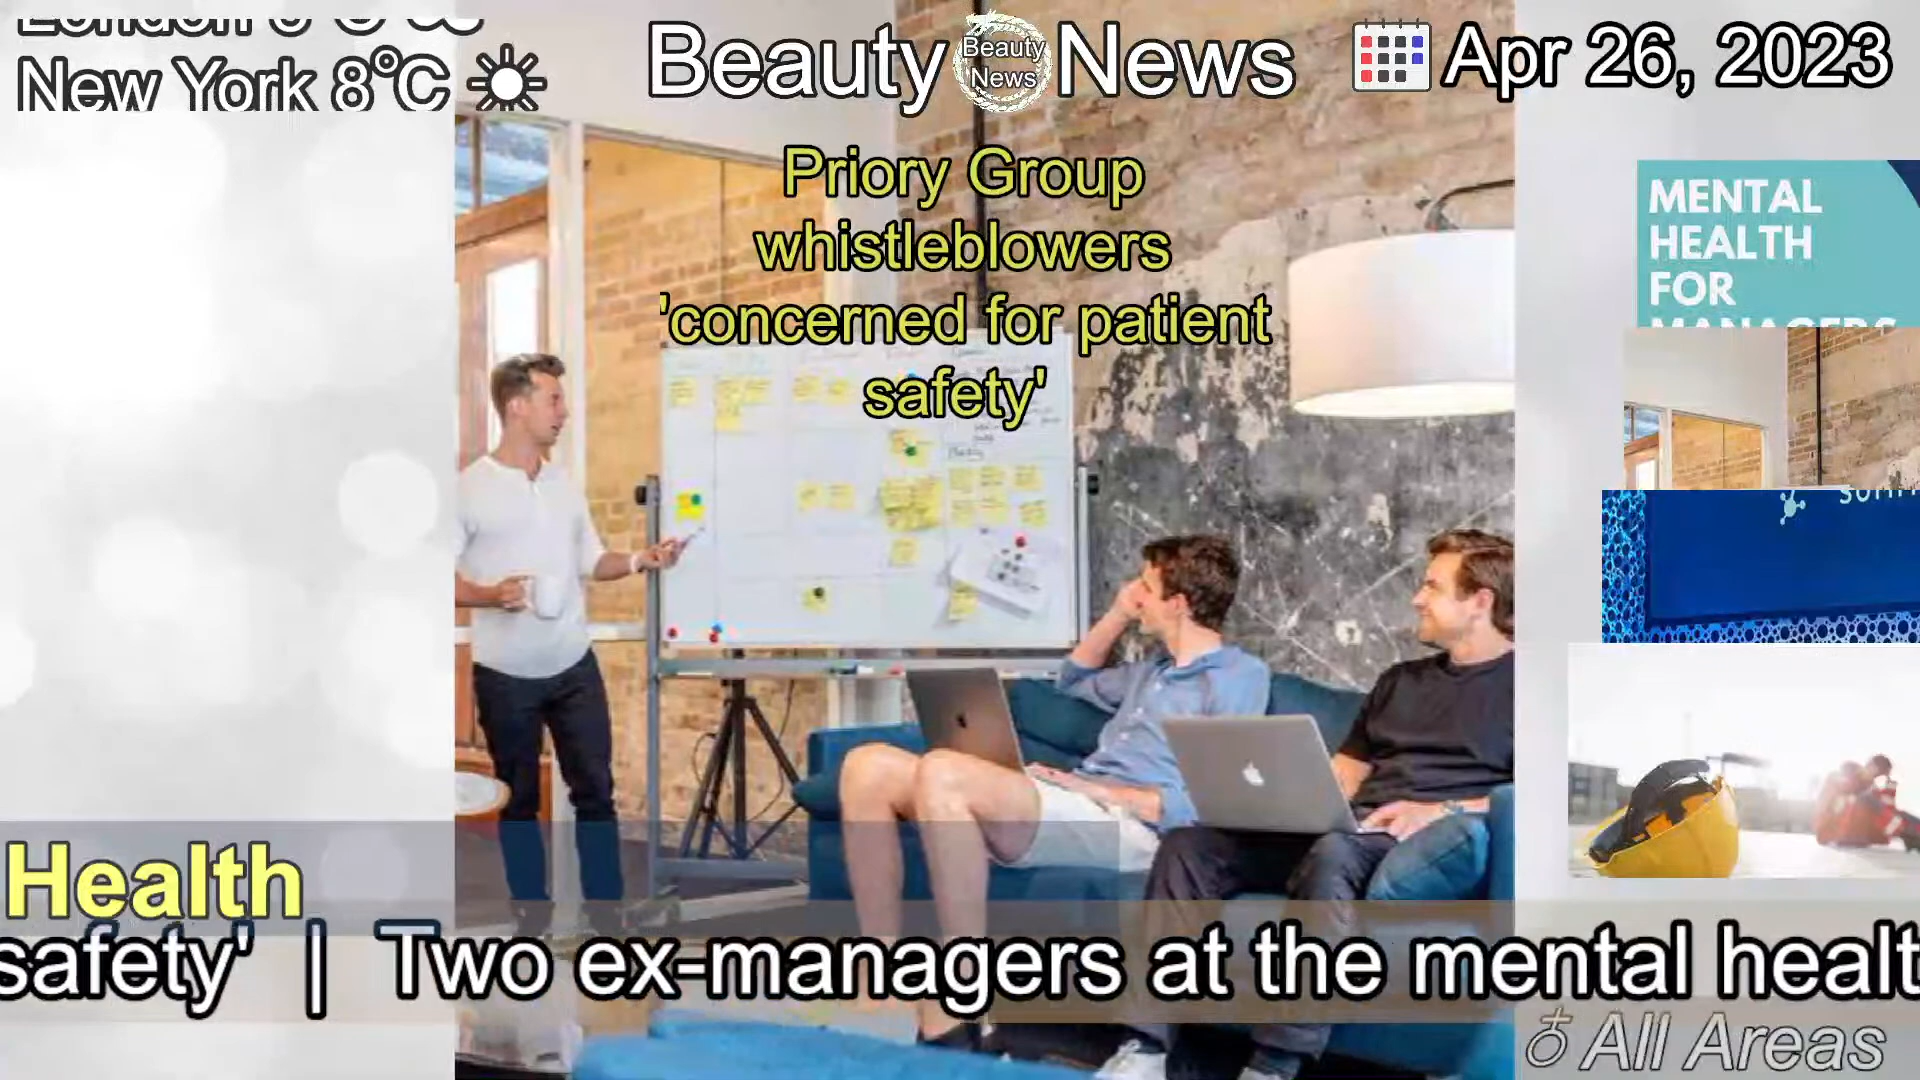 New York 8°C
Beauty News
Beauty
News
Apr 26, 2023
Priory Group
whistleblowers
'concerned for patient
safety'
MENTAL
HEALTH
FOR
MANAGERS
Health
safety' | Two ex-managers at the mental healt
All Areas